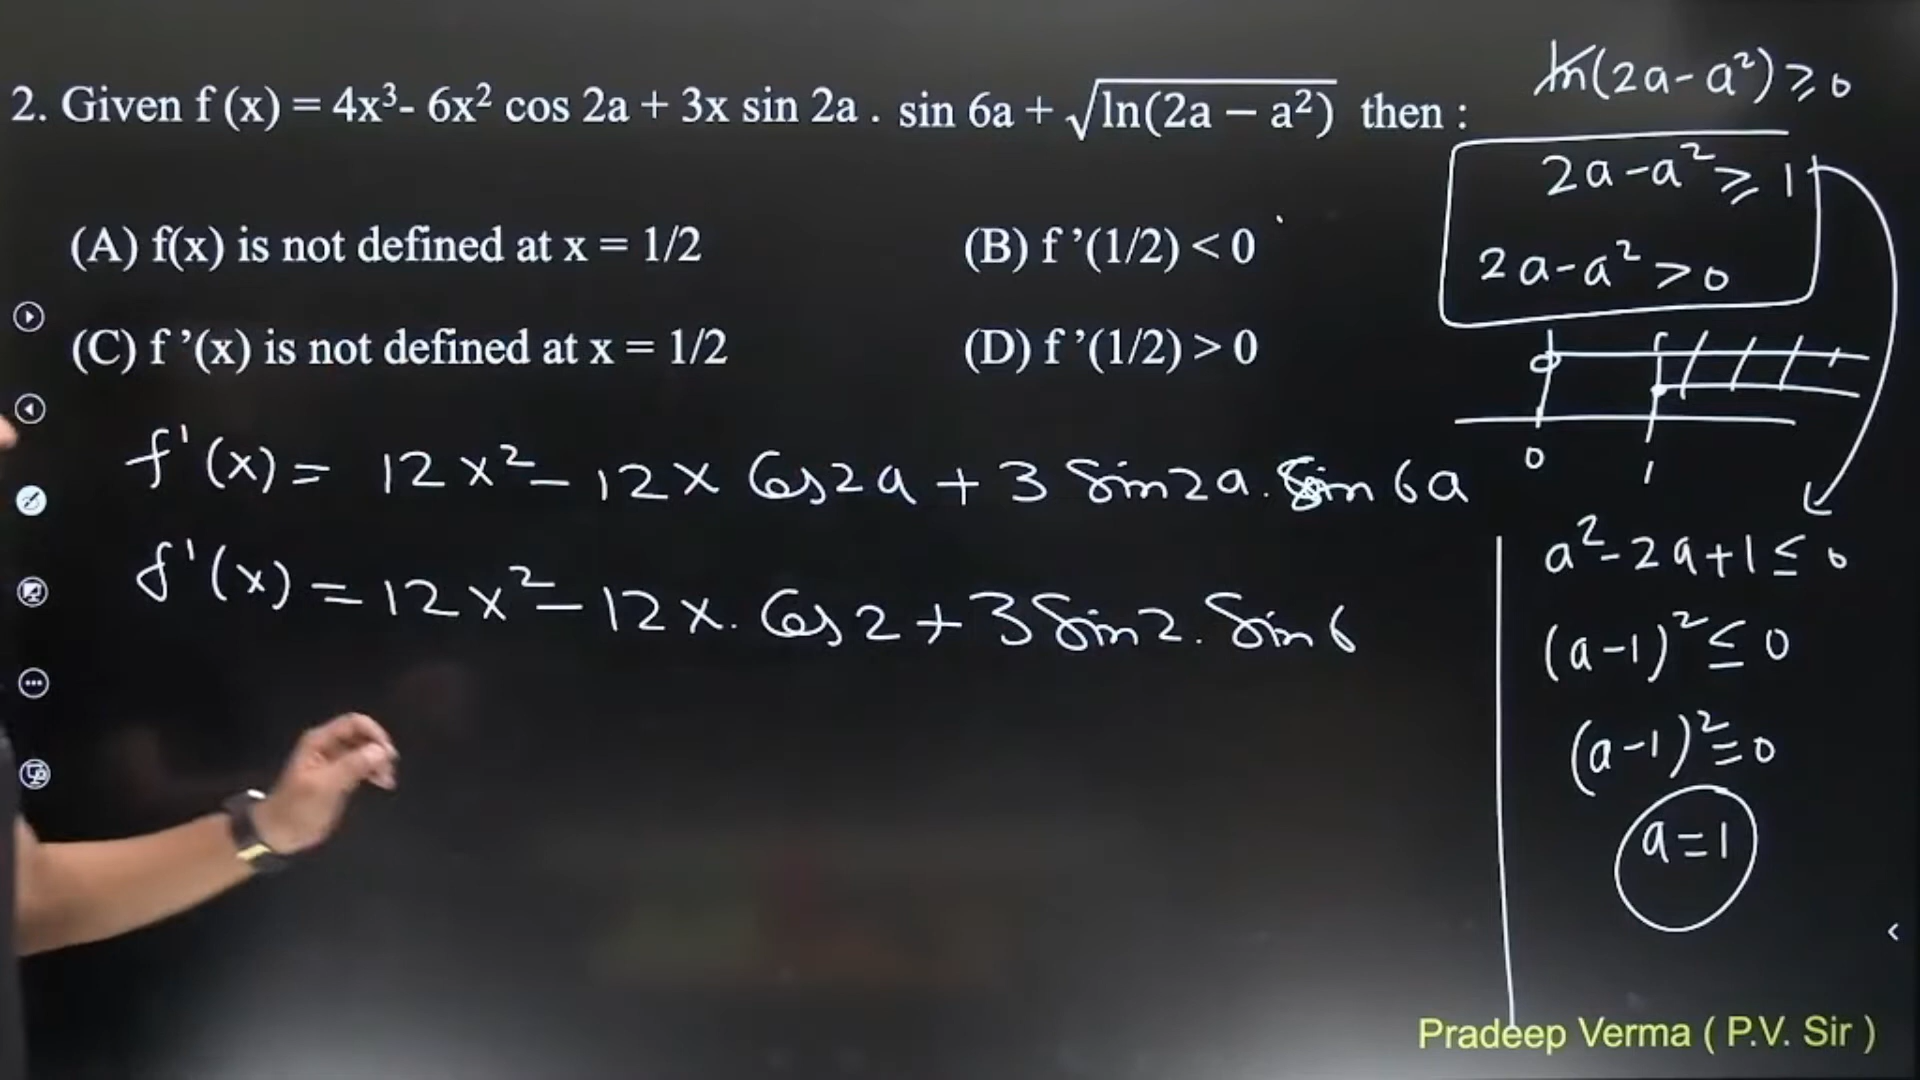 2. Given f (x) = 4x³- 6x² cos 2a + 3x sin 2a . sin 6a + √ln(2a − a²) then :
(A) f(x) is not defined at x = 1/2
(B) f ’(1/2) < 0
(C) f ’(x) is not defined at x = 1/2
(D) f ’(1/2) > 0
f'(x) = 12x² - 12x Cos2a + 3 Sin2a . Sin 6a
f'(x) = 12x² - 12x. Cos2 + 3 Sin2. Sin 6
ln(2a - a²) ≥ 0
2a - a² ≥ 1
2a - a² > 0
0 1
a² - 2a + 1 ≤ 0
(a-1)² ≤ 0
(a-1)² = 0
a = 1
Pradeep Verma ( P.V. Sir )